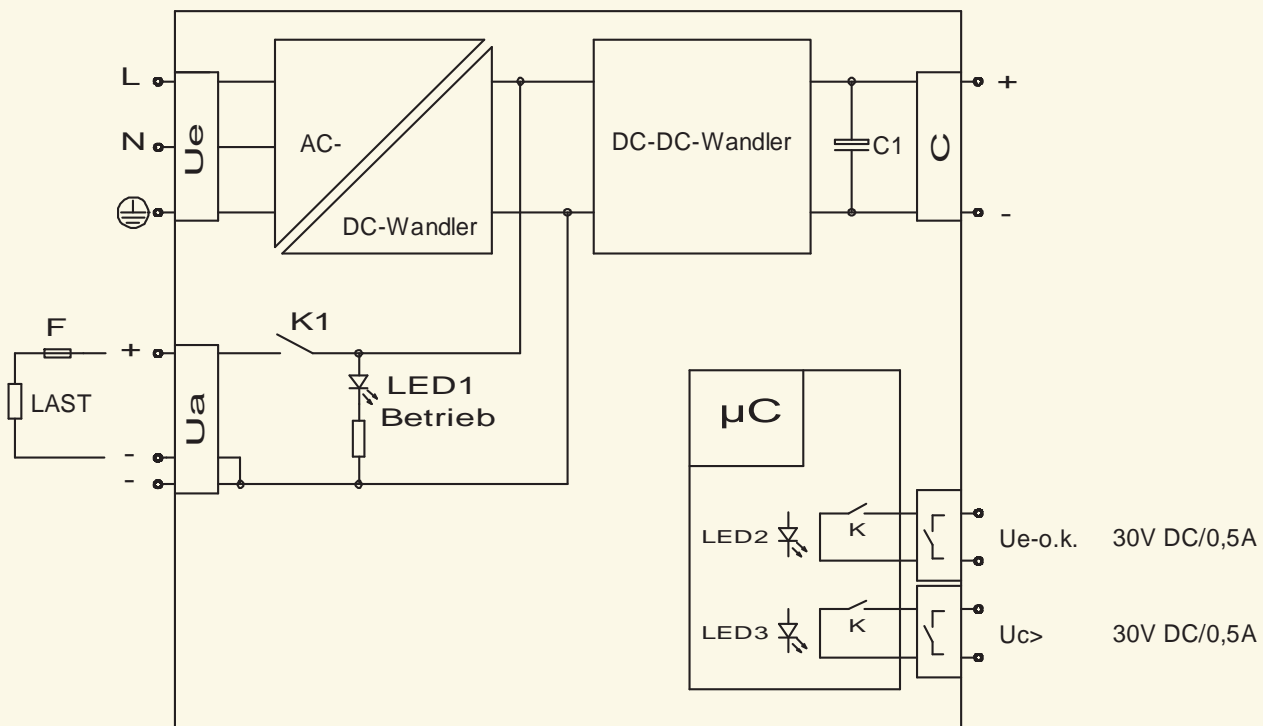 L
N
Ue
AC-
DC-Wandler
DC-DC-Wandler
C1
C
+
-
F
LAST
+
-
-
Ua
K1
LED1
Betrieb
µC
LED2
K
Ue-o.k. 30V DC/0,5A
LED3
K
Uc> 30V DC/0,5A